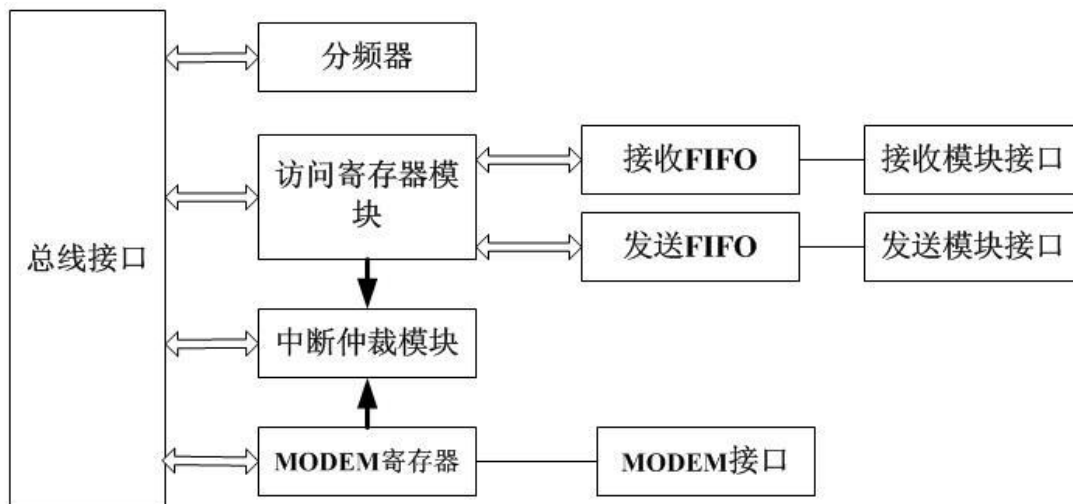 总线接口
分频器
访问寄存器模
块
接收FIFO
接收模块接口
发送FIFO
发送模块接口
中断仲裁模块
MODEM寄存器
MODEM接口